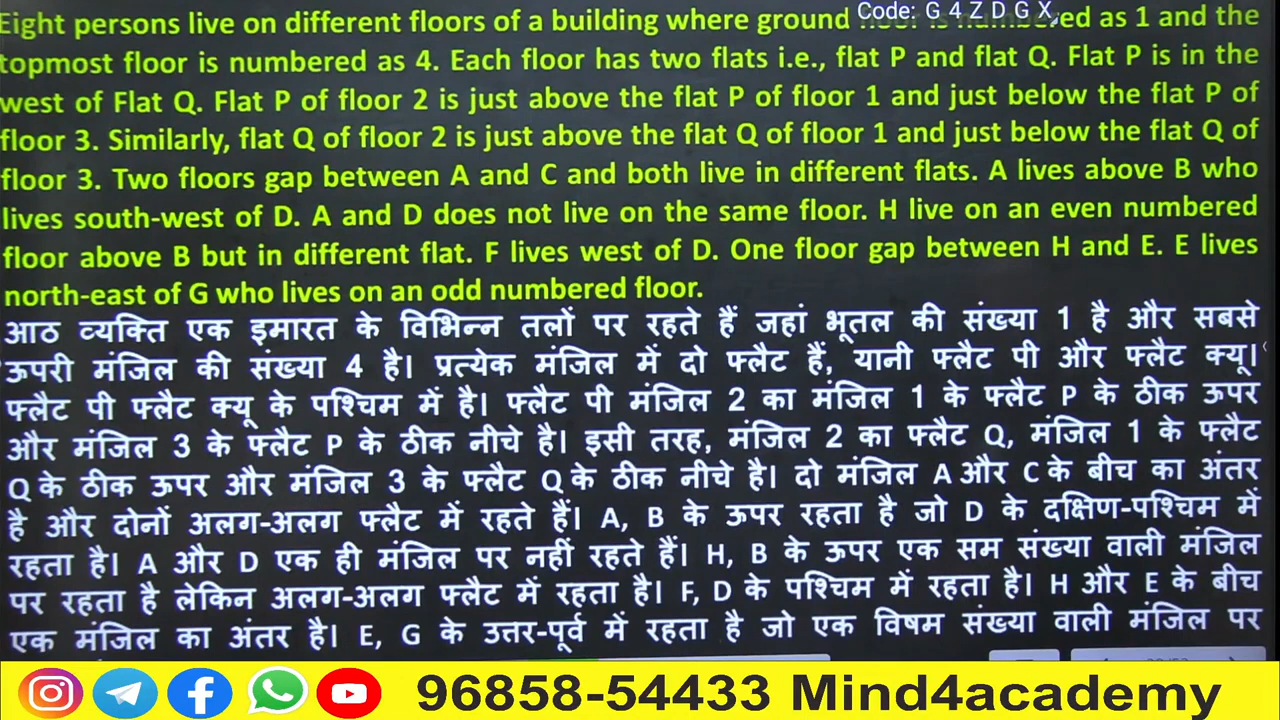 Code: G 4 Z D G X
Eight persons live on different floors of a building where ground floor is numbered as 1 and the
topmost floor is numbered as 4. Each floor has two flats i.e., flat P and flat Q. Flat P is in the
west of Flat Q. Flat P of floor 2 is just above the flat P of floor 1 and just below the flat P of
floor 3. Similarly, flat Q of floor 2 is just above the flat Q of floor 1 and just below the flat Q of
floor 3. Two floors gap between A and C and both live in different flats. A lives above B who
lives south-west of D. A and D does not live on the same floor. H live on an even numbered
floor above B but in different flat. F lives west of D. One floor gap between H and E. E lives
north-east of G who lives on an odd numbered floor.
आठ व्यक्ति एक इमारत के विभिन्न तलों पर रहते हैं जहां भूतल की संख्या 1 है और सबसे
ऊपरी मंजिल की संख्या 4 है। प्रत्येक मंजिल में दो फ्लैट हैं, यानी फ्लैट पी और फ्लैट क्यू।
फ्लैट पी फ्लैट क्यू के पश्चिम में है। फ्लैट पी मंजिल 2 का मंजिल 1 के फ्लैट P के ठीक ऊपर
और मंजिल 3 के फ्लैट P के ठीक नीचे है। इसी तरह, मंजिल 2 का फ्लैट Q, मंजिल 1 के फ्लैट
Q के ठीक ऊपर और मंजिल 3 के फ्लैट Q के ठीक नीचे है। दो मंजिल A और C के बीच का अंतर
है और दोनों अलग-अलग फ्लैट में रहते हैं। A, B के ऊपर रहता है जो D के दक्षिण-पश्चिम में
रहता है। A और D एक ही मंजिल पर नहीं रहते हैं। H, B के ऊपर एक सम संख्या वाली मंजिल
पर रहता है लेकिन अलग-अलग फ्लैट में रहता है। F, D के पश्चिम में रहता है। H और E के बीच
एक मंजिल का अंतर है। E, G के उत्तर-पूर्व में रहता है जो एक विषम संख्या वाली मंजिल पर
96858-54433 Mind4academy